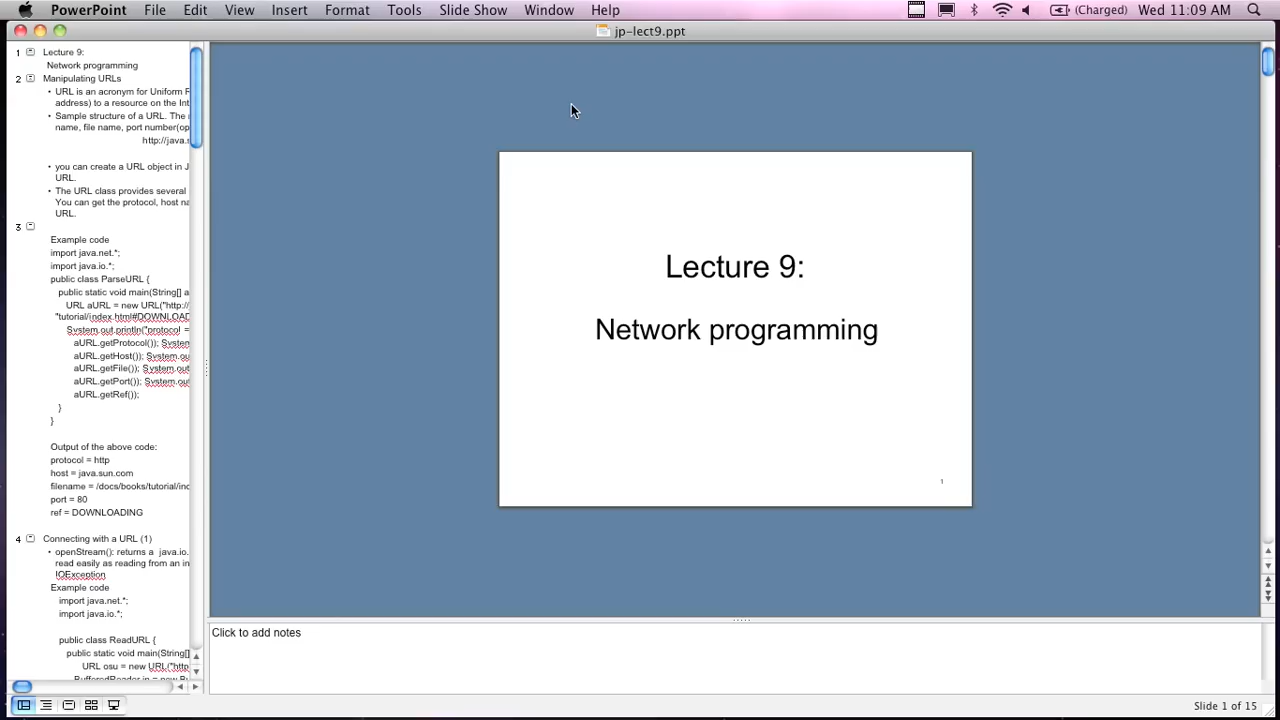 PowerPoint File Edit View Insert Format Tools Slide Show Window Help (Charged) Wed 11:09 AM
jp-lect9.ppt
1 Lecture 9:
Network programming
2 Manipulating URLs
• URL is an acronym for Uniform R
address) to a resource on the Int
• Sample structure of a URL. The
name, file name, port number(op
http://java.s
• you can create a URL object in J
URL.
• The URL class provides several
You can get the protocol, host na
URL.
3
Example code
import java.net.*;
import java.io.*;
public class ParseURL {
public static void main(String[] a
URL aURL = new URL("http://
"tutorial/index.html#DOWNLOAD
System.out.println("protocol =
aURL.getProtocol()); System
aURL.getHost()); System.ou
aURL.getFile()); System.out
aURL.getPort()); System.out
aURL.getRef());
}
}
Output of the above code:
protocol = http
host = java.sun.com
filename = /docs/books/tutorial/ind
port = 80
ref = DOWNLOADING
4 Connecting with a URL (1)
• openStream(): returns a java.io.
read easily as reading from an in
IOException
Example code
import java.net.*;
import java.io.*;
public class ReadURL {
public static void main(String[]
URL osu = new URL("http
BufferedReader in = new B
Lecture 9:
Network programming
1
Click to add notes
Slide 1 of 15